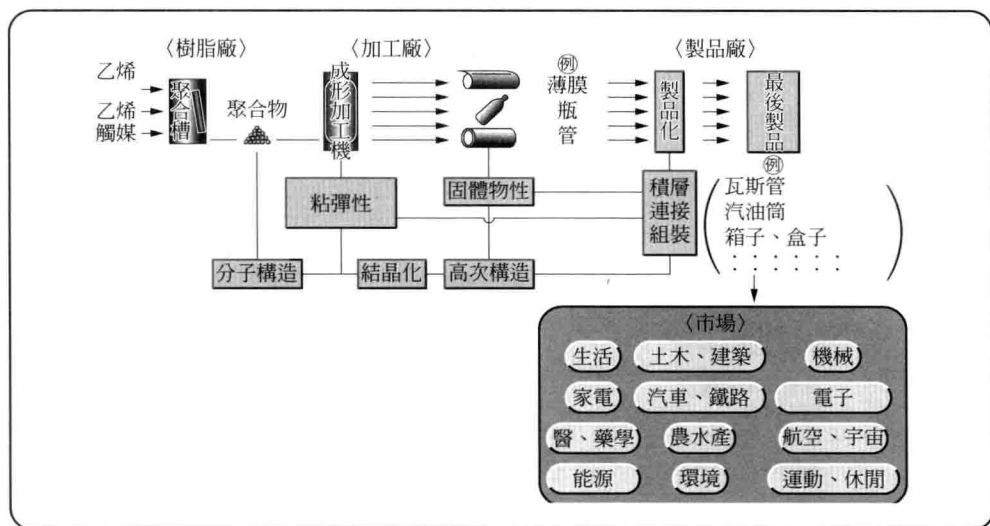 〈樹脂廠〉
〈加工廠〉
〈製品廠〉
乙烯
乙烯
觸媒
聚合槽
聚合物
成形加工機
例
薄膜
瓶
管
製品化
最後製品
例
瓦斯管
汽油筒
箱子、盒子
. . . . . .
粘彈性
固體物性
積層
連接
組裝
分子構造
結晶化
高次構造
〈市場〉
生活
土木、建築
機械
家電
汽車、鐵路
電子
醫、藥學
農水產
航空、宇宙
能源
環境
運動、休閒